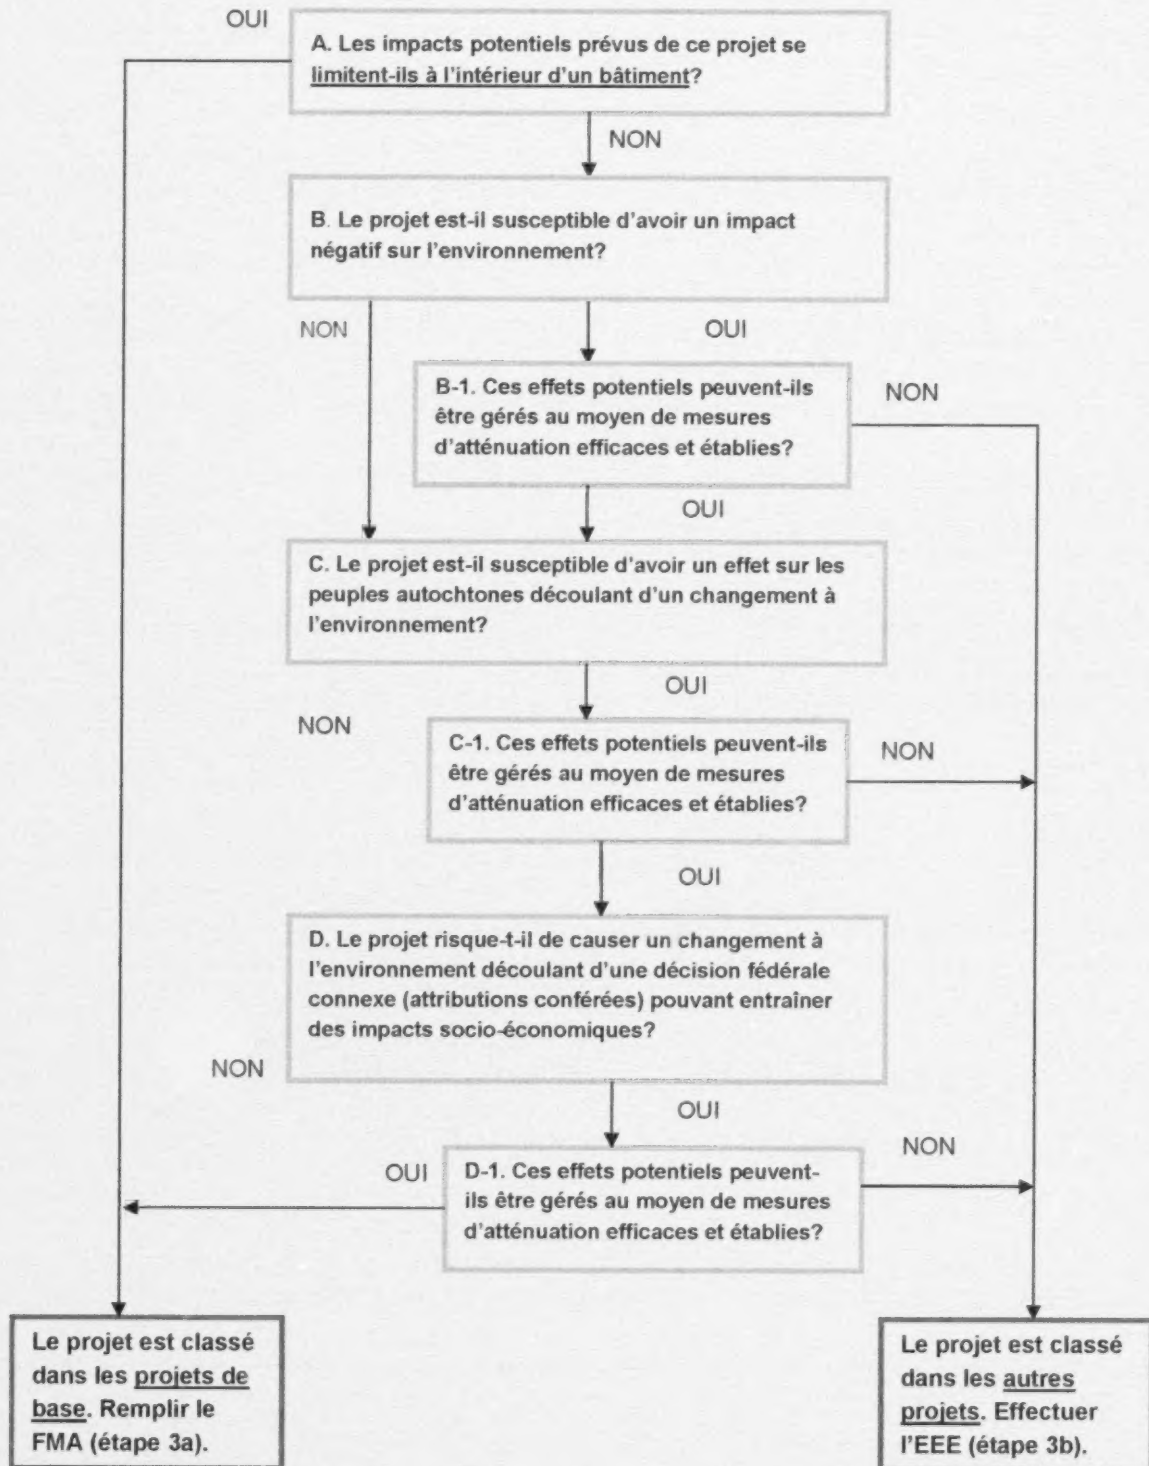 OUI
A. Les impacts potentiels prévus de ce projet se
limitent-ils à l'intérieur d'un bâtiment?
NON
B. Le projet est-il susceptible d'avoir un impact
négatif sur l'environnement?
NON
OUI
B-1. Ces effets potentiels peuvent-ils
être gérés au moyen de mesures
d'atténuation efficaces et établies?
NON
OUI
C. Le projet est-il susceptible d'avoir un effet sur les
peuples autochtones découlant d'un changement à
l'environnement?
OUI
NON
C-1. Ces effets potentiels peuvent-ils
être gérés au moyen de mesures
d'atténuation efficaces et établies?
NON
OUI
D. Le projet risque-t-il de causer un changement à
l'environnement découlant d'une décision fédérale
connexe (attributions conférées) pouvant entraîner
des impacts socio-économiques?
NON
OUI
OUI
D-1. Ces effets potentiels peuvent-
ils être gérés au moyen de mesures
d'atténuation efficaces et établies?
NON
Le projet est classé
dans les projets de
base. Remplir le
FMA (étape 3a).
Le projet est classé
dans les autres
projets. Effectuer
l'EEE (étape 3b).